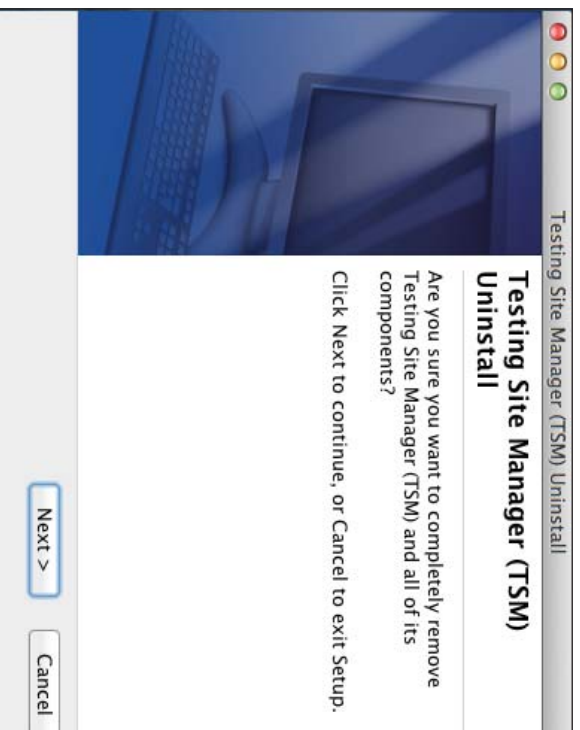 Testing Site Manager (TSM) Uninstall
Testing Site Manager (TSM)
Uninstall
Are you sure you want to completely remove
Testing Site Manager (TSM) and all of its
components?
Click Next to continue, or Cancel to exit Setup.
Next >
Cancel